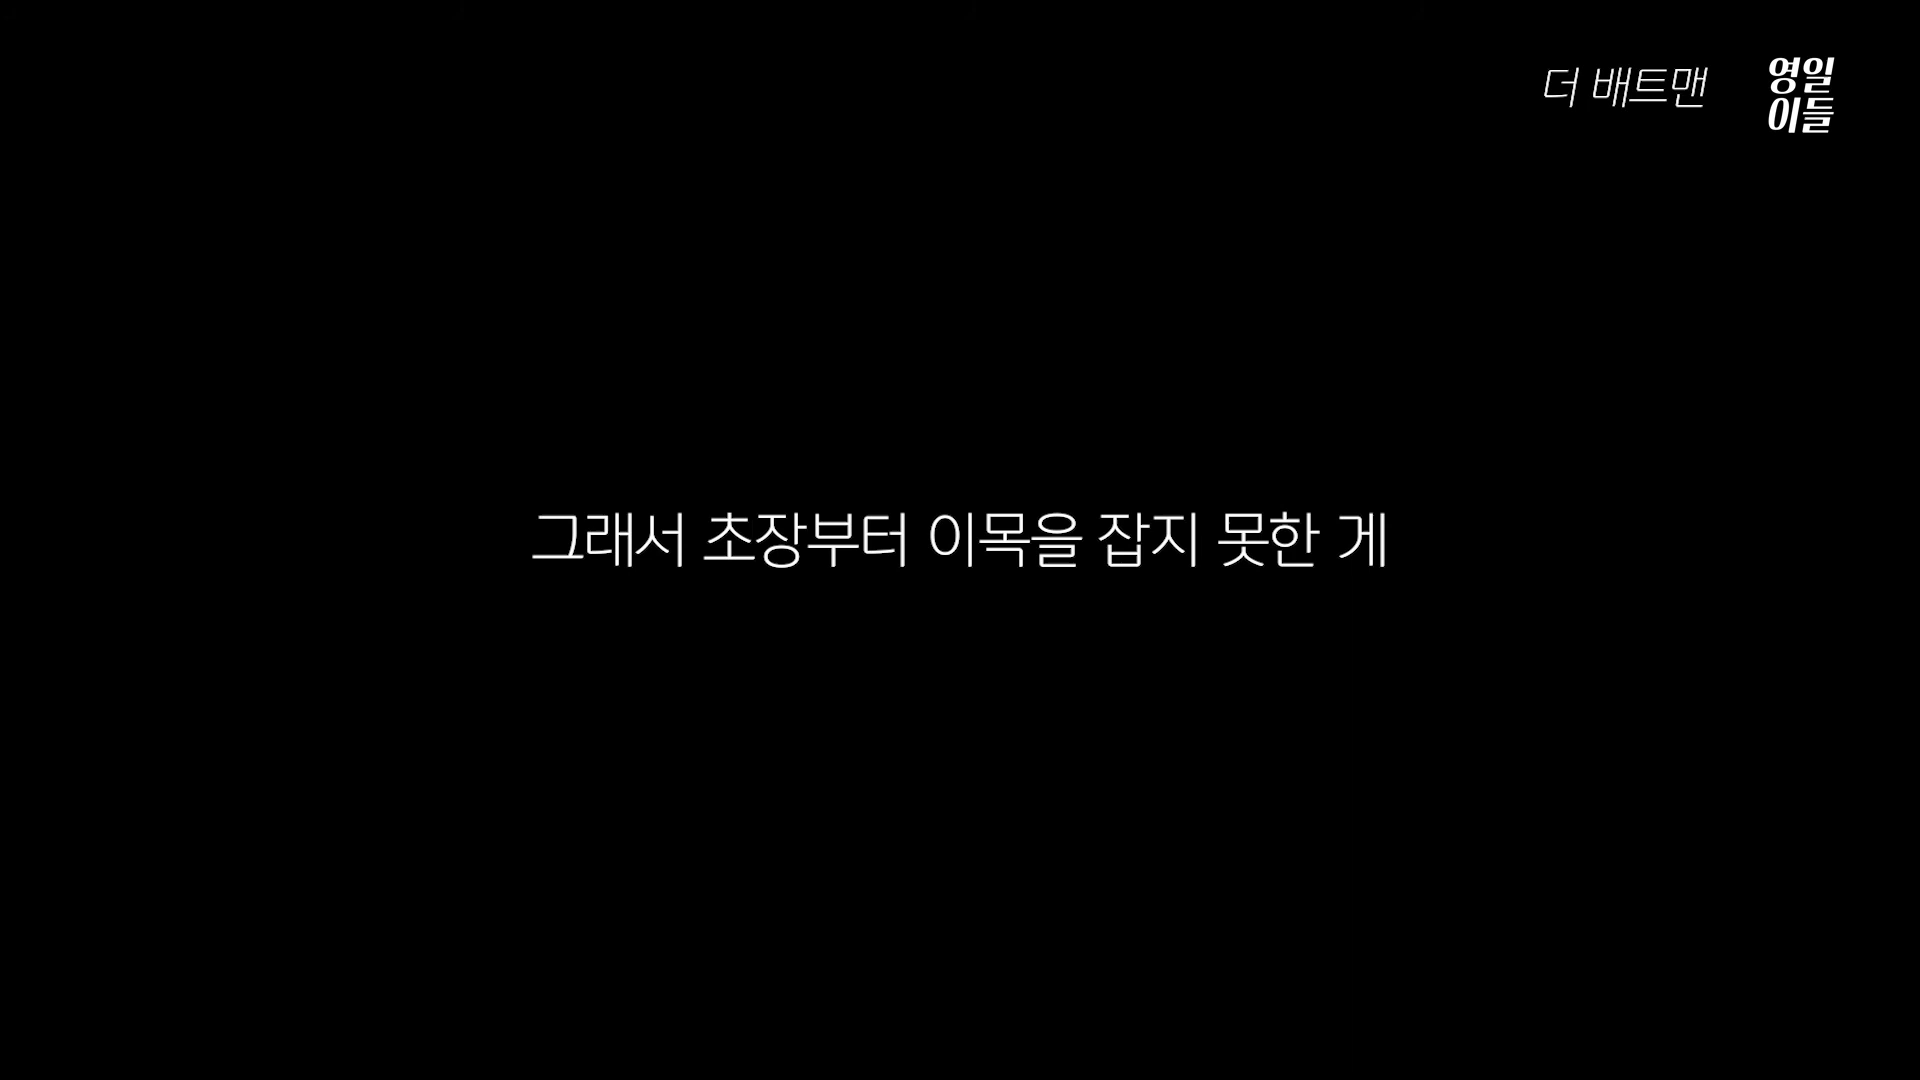 더 배트맨
영일
이들
그래서 초장부터 이목을 잡지 못한 게